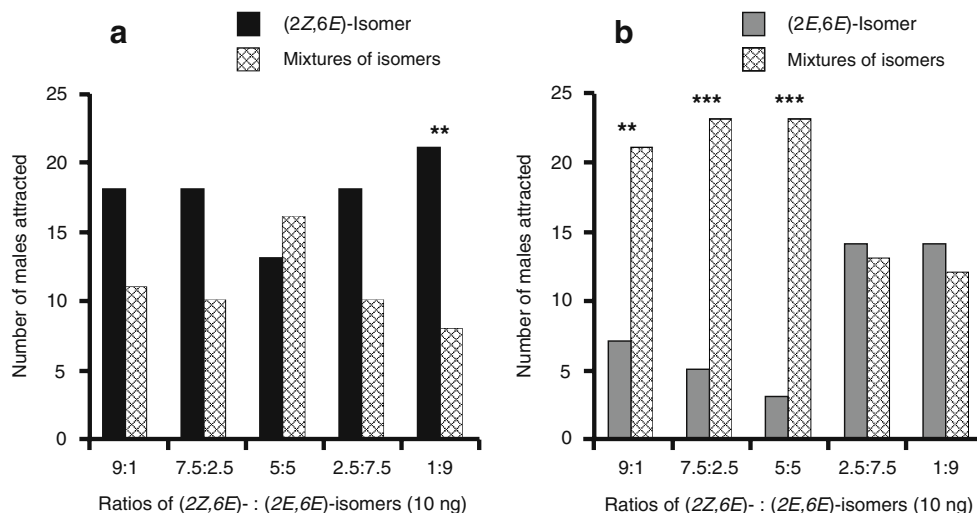 a
(2Z,6E)-Isomer
Mixtures of isomers
Number of males attracted
25
20
15
10
5
0
**
9:1 7.5:2.5 5:5 2.5:7.5 1:9
Ratios of (2Z,6E)- : (2E,6E)-isomers (10 ng)
b
(2E,6E)-Isomer
Mixtures of isomers
Number of males attracted
25
20
15
10
5
0
** *** ***
9:1 7.5:2.5 5:5 2.5:7.5 1:9
Ratios of (2Z,6E)- : (2E,6E)-isomers (10 ng)